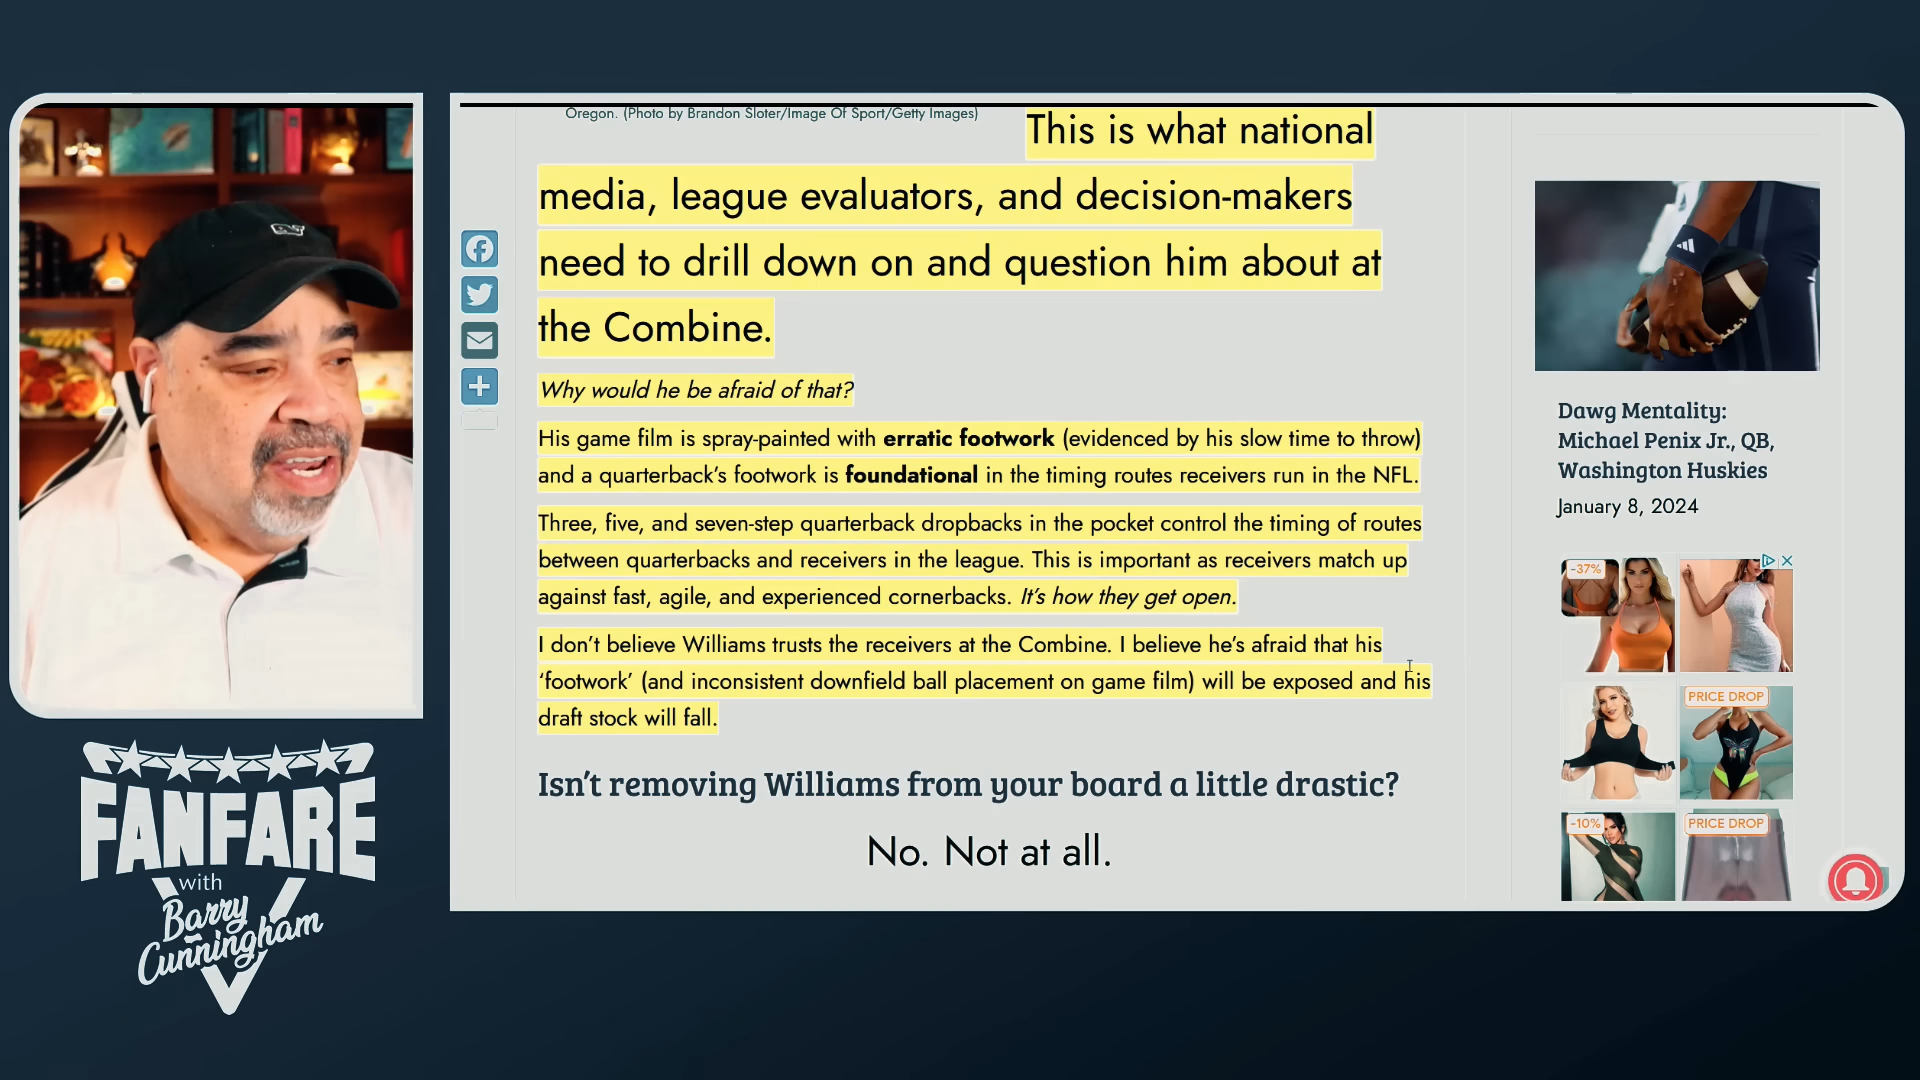 Oregon. (Photo by Brandon Sloter/Image Of Sport/Getty Images)
This is what national
media, league evaluators, and decision-makers
need to drill down on and question him about at
the Combine.
Why would he be afraid of that?
His game film is spray-painted with erratic footwork (evidenced by his slow time to throw)
and a quarterback’s footwork is foundational in the timing routes receivers run in the NFL.
Three, five, and seven-step quarterback dropbacks in the pocket control the timing of routes
between quarterbacks and receivers in the league. This is important as receivers match up
against fast, agile, and experienced cornerbacks. It’s how they get open.
I don’t believe Williams trusts the receivers at the Combine. I believe he’s afraid that his
‘footwork’ (and inconsistent downfield ball placement on game film) will be exposed and his
draft stock will fall.
Isn’t removing Williams from your board a little drastic?
No. Not at all.
Dawg Mentality:
Michael Penix Jr., QB,
Washington Huskies
January 8, 2024
-37%
PRICE DROP
-10%
PRICE DROP
FANFARE
with
Barry
Cunningham